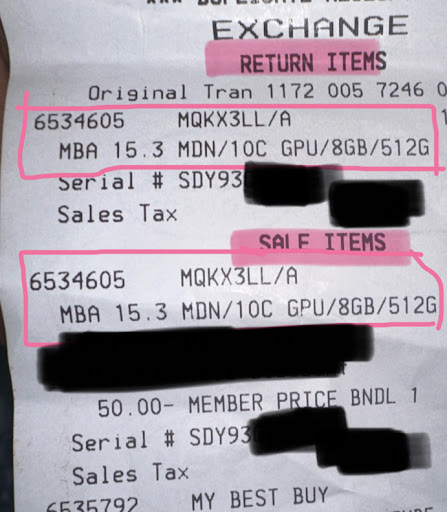 EXCHANGE
RETURN ITEMS
Original Tran 1172 005 7246 0
6534605 MQKX3LL/A
MBA 15.3 MDN/10C GPU/8GB/512G
Serial # SDY93
Sales Tax
SALE ITEMS
6534605 MQKX3LL/A
MBA 15.3 MDN/10C GPU/8GB/512G
50.00- MEMBER PRICE BNDL 1
Serial # SDY93
Sales Tax
6535792 MY BEST BUY